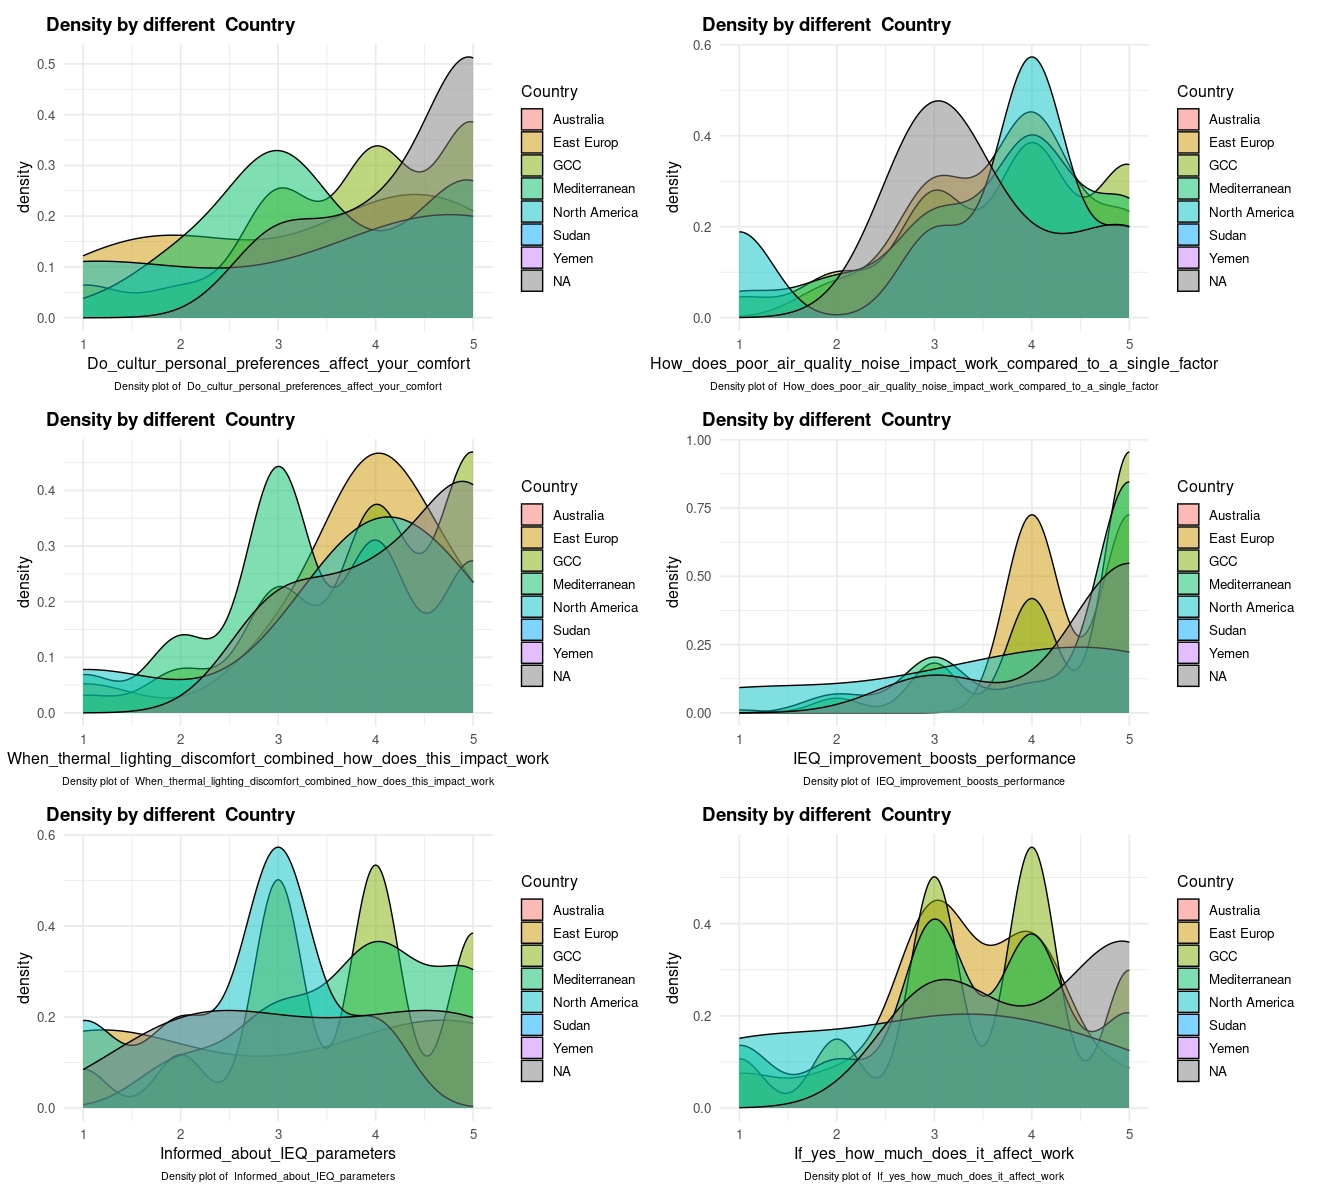 Density by different  Country
density
0.5
0.4
0.3
0.2
0.1
0.0
1 2 3 4 5
Do_cultur_personal_preferences_affect_your_comfort
Density plot of  Do_cultur_personal_preferences_affect_your_comfort
Country
Australia
East Europ
GCC
Mediterranean
North America
Sudan
Yemen
NA
Density by different  Country
density
0.6
0.4
0.2
0.0
1 2 3 4 5
How_does_poor_air_quality_noise_impact_work_compared_to_a_single_factor
Density plot of  How_does_poor_air_quality_noise_impact_work_compared_to_a_single_factor
Country
Australia
East Europ
GCC
Mediterranean
North America
Sudan
Yemen
NA
Density by different  Country
density
0.4
0.3
0.2
0.1
0.0
1 2 3 4 5
When_thermal_lighting_discomfort_combined_how_does_this_impact_work
Density plot of  When_thermal_lighting_discomfort_combined_how_does_this_impact_work
Country
Australia
East Europ
GCC
Mediterranean
North America
Sudan
Yemen
NA
Density by different  Country
density
1.00
0.75
0.50
0.25
0.00
1 2 3 4 5
IEQ_improvement_boosts_performance
Density plot of  IEQ_improvement_boosts_performance
Country
Australia
East Europ
GCC
Mediterranean
North America
Sudan
Yemen
NA
Density by different  Country
density
0.6
0.4
0.2
0.0
1 2 3 4 5
Informed_about_IEQ_parameters
Density plot of  Informed_about_IEQ_parameters
Country
Australia
East Europ
GCC
Mediterranean
North America
Sudan
Yemen
NA
Density by different  Country
density
0.4
0.2
0.0
1 2 3 4 5
If_yes_how_much_does_it_affect_work
Density plot of  If_yes_how_much_does_it_affect_work
Country
Australia
East Europ
GCC
Mediterranean
North America
Sudan
Yemen
NA